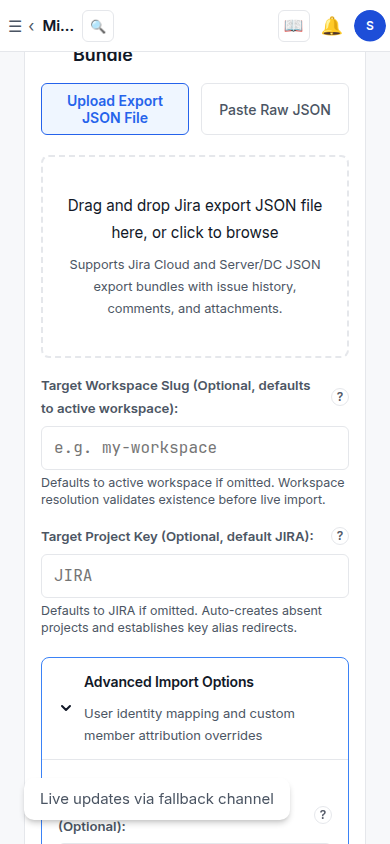 Mi...
S
Bundle
Upload Export
JSON File
Paste Raw JSON
Drag and drop Jira export JSON file
here, or click to browse
Supports Jira Cloud and Server/DC JSON
export bundles with issue history,
comments, and attachments.
Target Workspace Slug (Optional, defaults
to active workspace):
?
e.g. my-workspace
Defaults to active workspace if omitted. Workspace
resolution validates existence before live import.
Target Project Key (Optional, default JIRA):
?
JIRA
Defaults to JIRA if omitted. Auto-creates absent
projects and establishes key alias redirects.
Advanced Import Options
User identity mapping and custom
member attribution overrides
Live updates via fallback channel
?
(Optional):